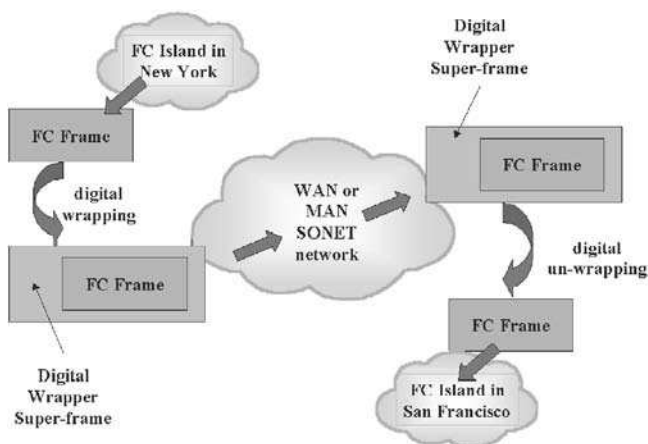 FC Island in
New York
FC Frame
digital
wrapping
FC Frame
Digital
Wrapper
Super-frame
WAN or
MAN
SONET
network
Digital
Wrapper
Super-frame
FC Frame
digital
un-wrapping
FC Frame
FC Island in
San Francisco